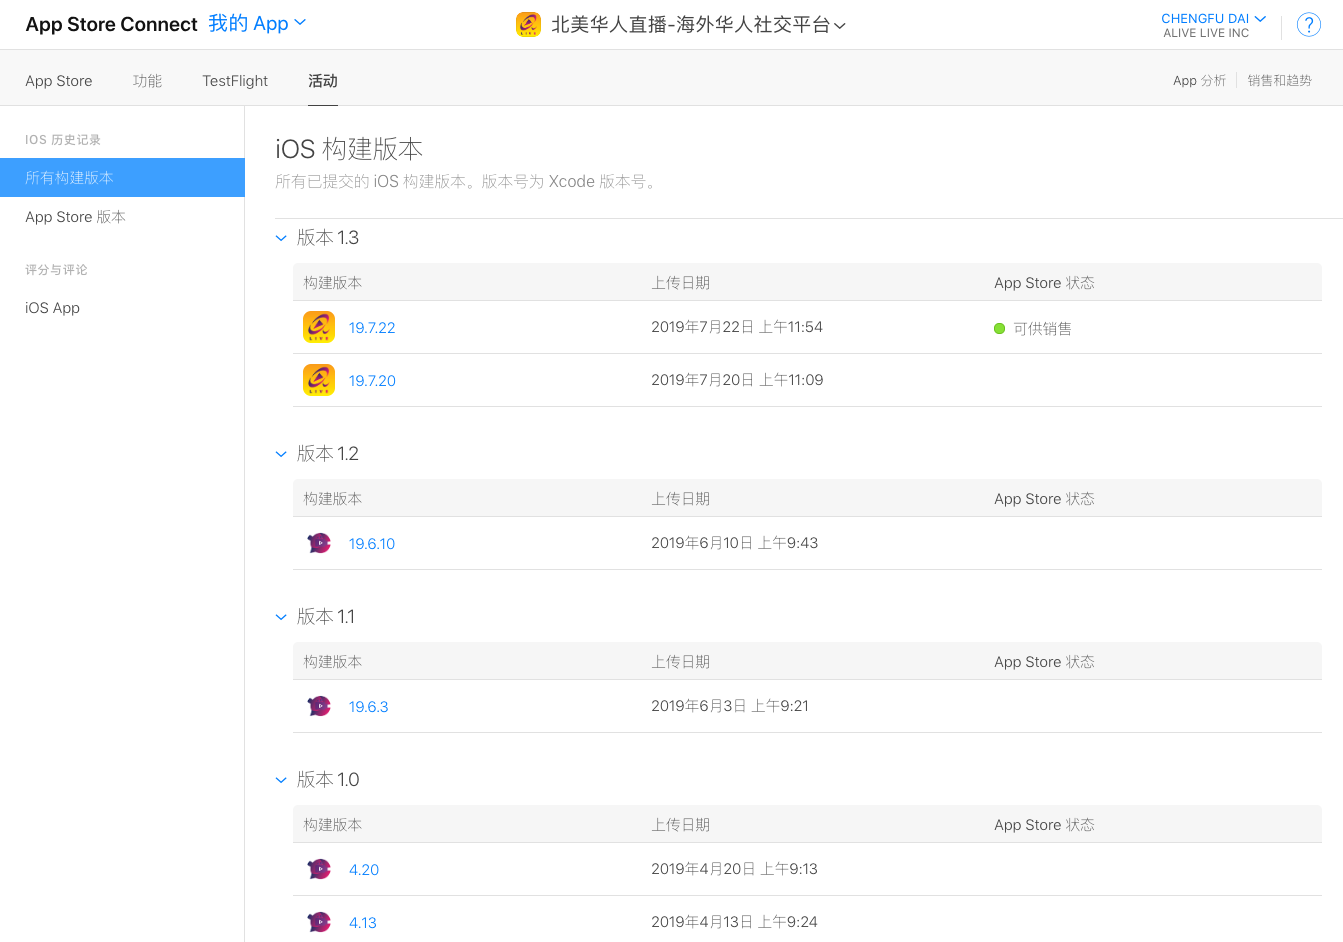 App Store Connect 我的 App
北美华人直播-海外华人社交平台
CHENGFU DAI
ALIVE LIVE INC
?
App Store 功能 TestFlight 活动
App 分析 销售和趋势
IOS 历史记录
所有构建版本
App Store 版本
评分与评论
iOS App
iOS 构建版本
所有已提交的 iOS 构建版本。版本号为 Xcode 版本号。
版本 1.3
构建版本 上传日期 App Store 状态
LIVE 19.7.22 2019年7月22日 上午11:54 可供销售
LIVE 19.7.20 2019年7月20日 上午11:09
版本 1.2
构建版本 上传日期 App Store 状态
19.6.10 2019年6月10日 上午9:43
版本 1.1
构建版本 上传日期 App Store 状态
19.6.3 2019年6月3日 上午9:21
版本 1.0
构建版本 上传日期 App Store 状态
4.20 2019年4月20日 上午9:13
4.13 2019年4月13日 上午9:24